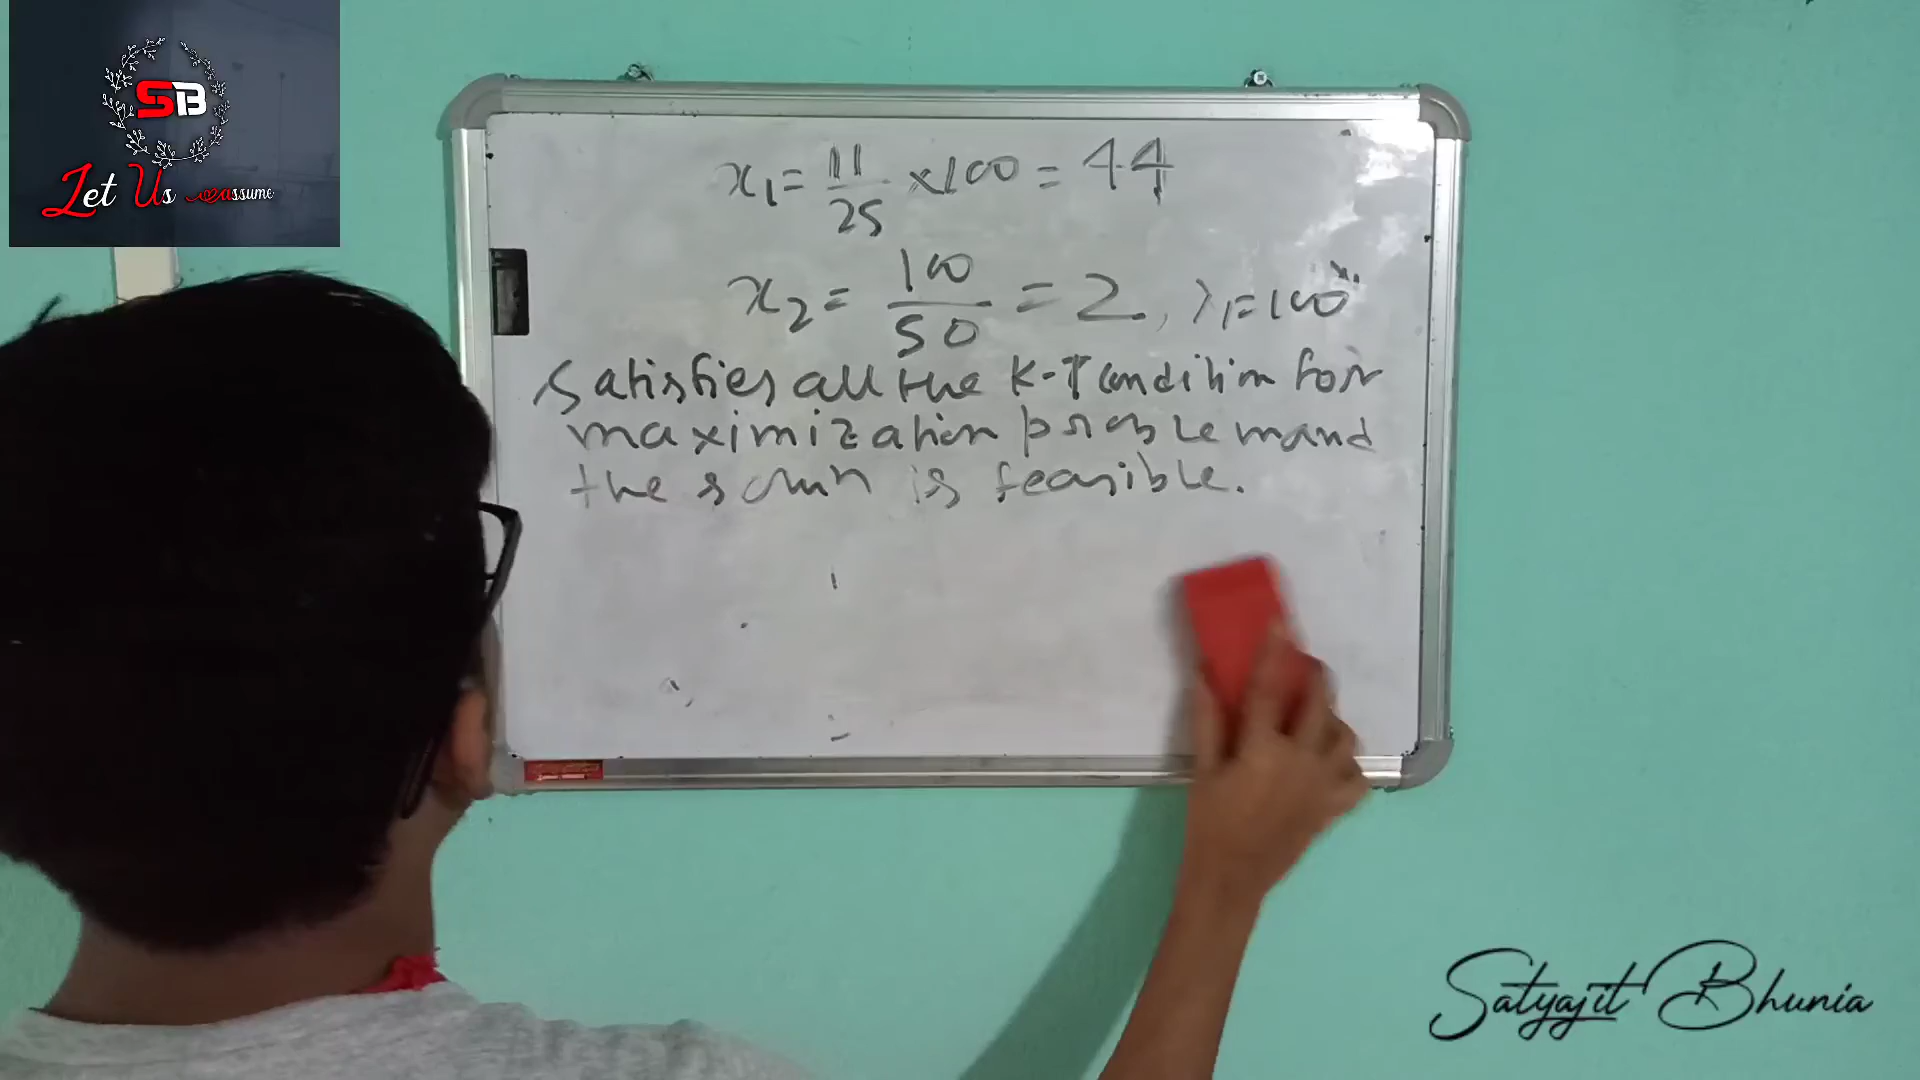 SB
Let Us assume
x₁ = 11/25 × 100 = 44
x₂ = 100/50 = 2, λ₁ = 100
Satisfies all the K-T condition for
maximization problem and
the solun is feasible.
Satyajit Bhunia